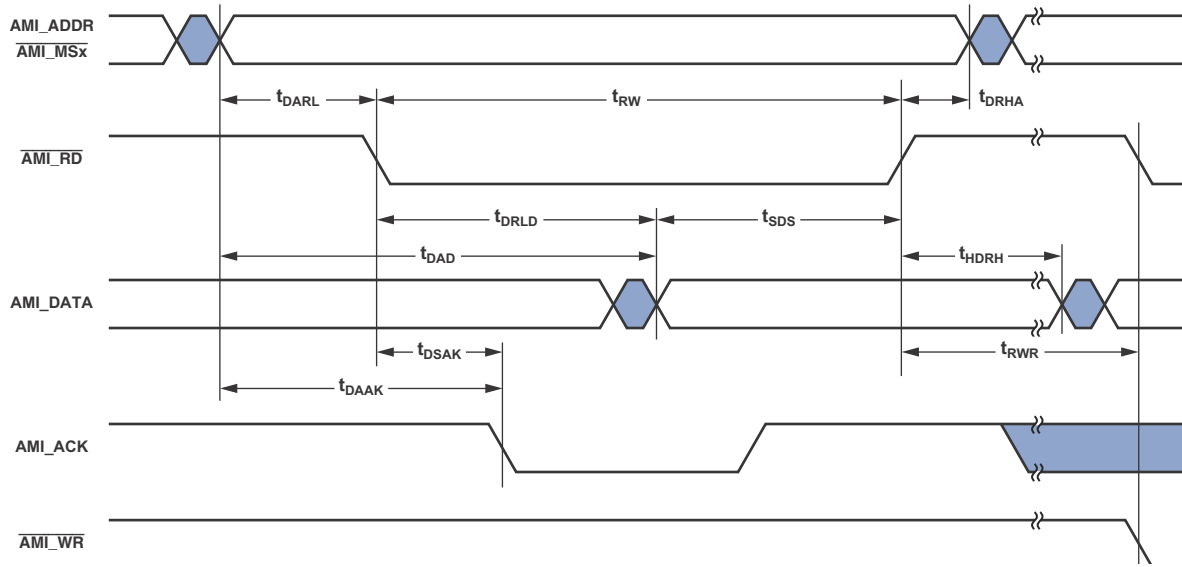 AMI_ADDR
AMI_MSx
tDARL
tRW
tDRHA
AMI_RD
tDRLD
tSDS
tDAD
tHDRH
AMI_DATA
tDSAK
tRWR
tDAAK
AMI_ACK
AMI_WR